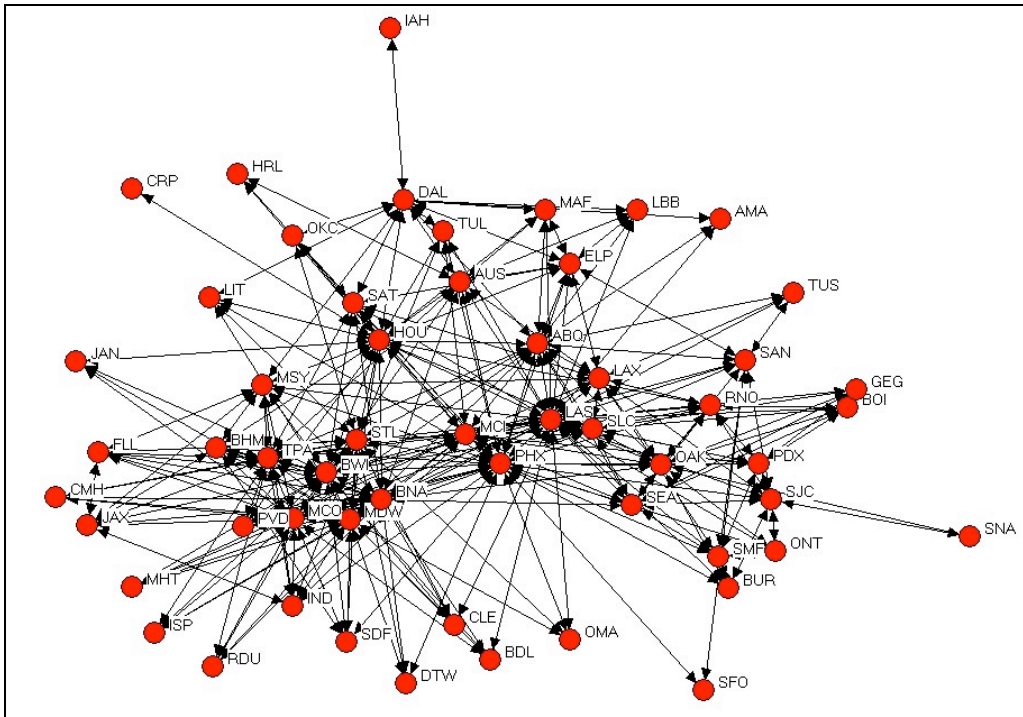 IAH
HRL
CRP
DAL
MAF
LBB
AMA
OKC
TUL
ELP
AUS
LIT
SAT
TUS
HOU
ABQ
SAN
JAN
MSY
LAX
GEG
RNO
BOI
LAS
SLC
STL
MCI
FLL
BHM
TPA
BWI
PHX
OAK
PDX
CMH
BNA
SEA
SJC
JAX
PVD
MCO
MDW
SNA
SMF
ONT
MHT
BUR
IND
ISP
SDF
CLE
OMA
RDU
DTW
BDL
SFO